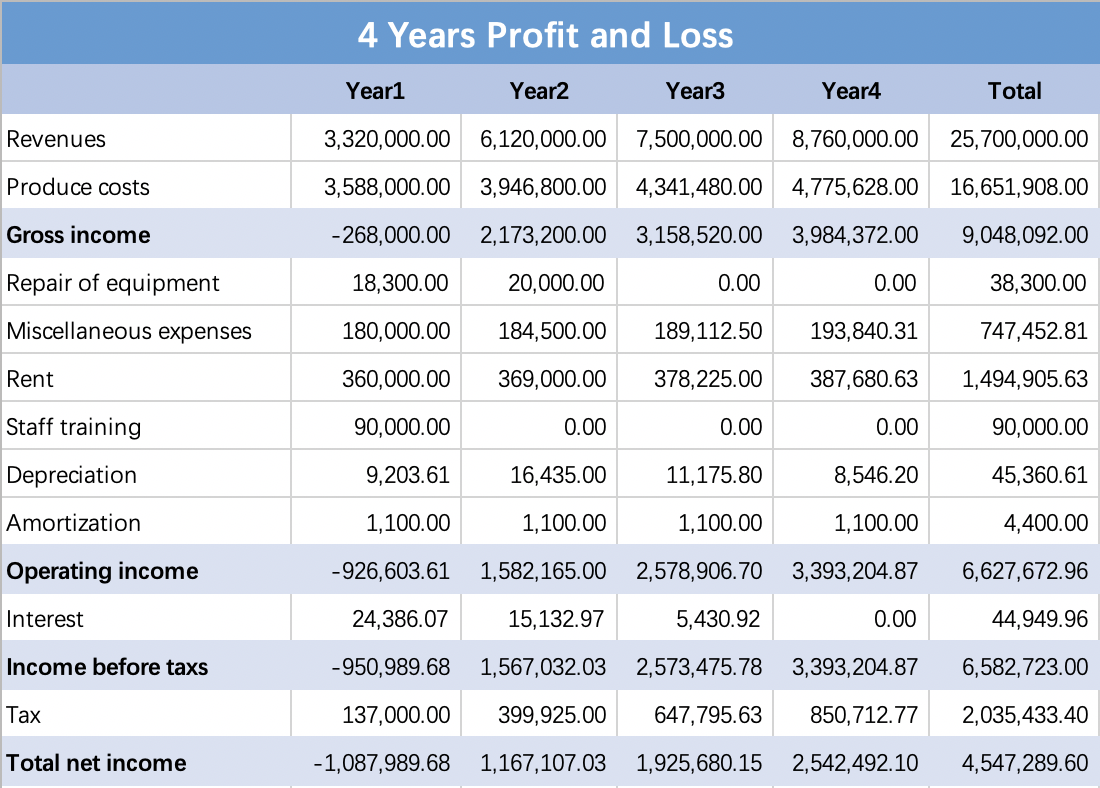 4 Years Profit and Loss
Year1 Year2 Year3 Year4 Total
Revenues 3,320,000.00 6,120,000.00 7,500,000.00 8,760,000.00 25,700,000.00
Produce costs 3,588,000.00 3,946,800.00 4,341,480.00 4,775,628.00 16,651,908.00
Gross income -268,000.00 2,173,200.00 3,158,520.00 3,984,372.00 9,048,092.00
Repair of equipment 18,300.00 20,000.00 0.00 0.00 38,300.00
Miscellaneous expenses 180,000.00 184,500.00 189,112.50 193,840.31 747,452.81
Rent 360,000.00 369,000.00 378,225.00 387,680.63 1,494,905.63
Staff training 90,000.00 0.00 0.00 0.00 90,000.00
Depreciation 9,203.61 16,435.00 11,175.80 8,546.20 45,360.61
Amortization 1,100.00 1,100.00 1,100.00 1,100.00 4,400.00
Operating income -926,603.61 1,582,165.00 2,578,906.70 3,393,204.87 6,627,672.96
Interest 24,386.07 15,132.97 5,430.92 0.00 44,949.96
Income before taxs -950,989.68 1,567,032.03 2,573,475.78 3,393,204.87 6,582,723.00
Tax 137,000.00 399,925.00 647,795.63 850,712.77 2,035,433.40
Total net income -1,087,989.68 1,167,107.03 1,925,680.15 2,542,492.10 4,547,289.60